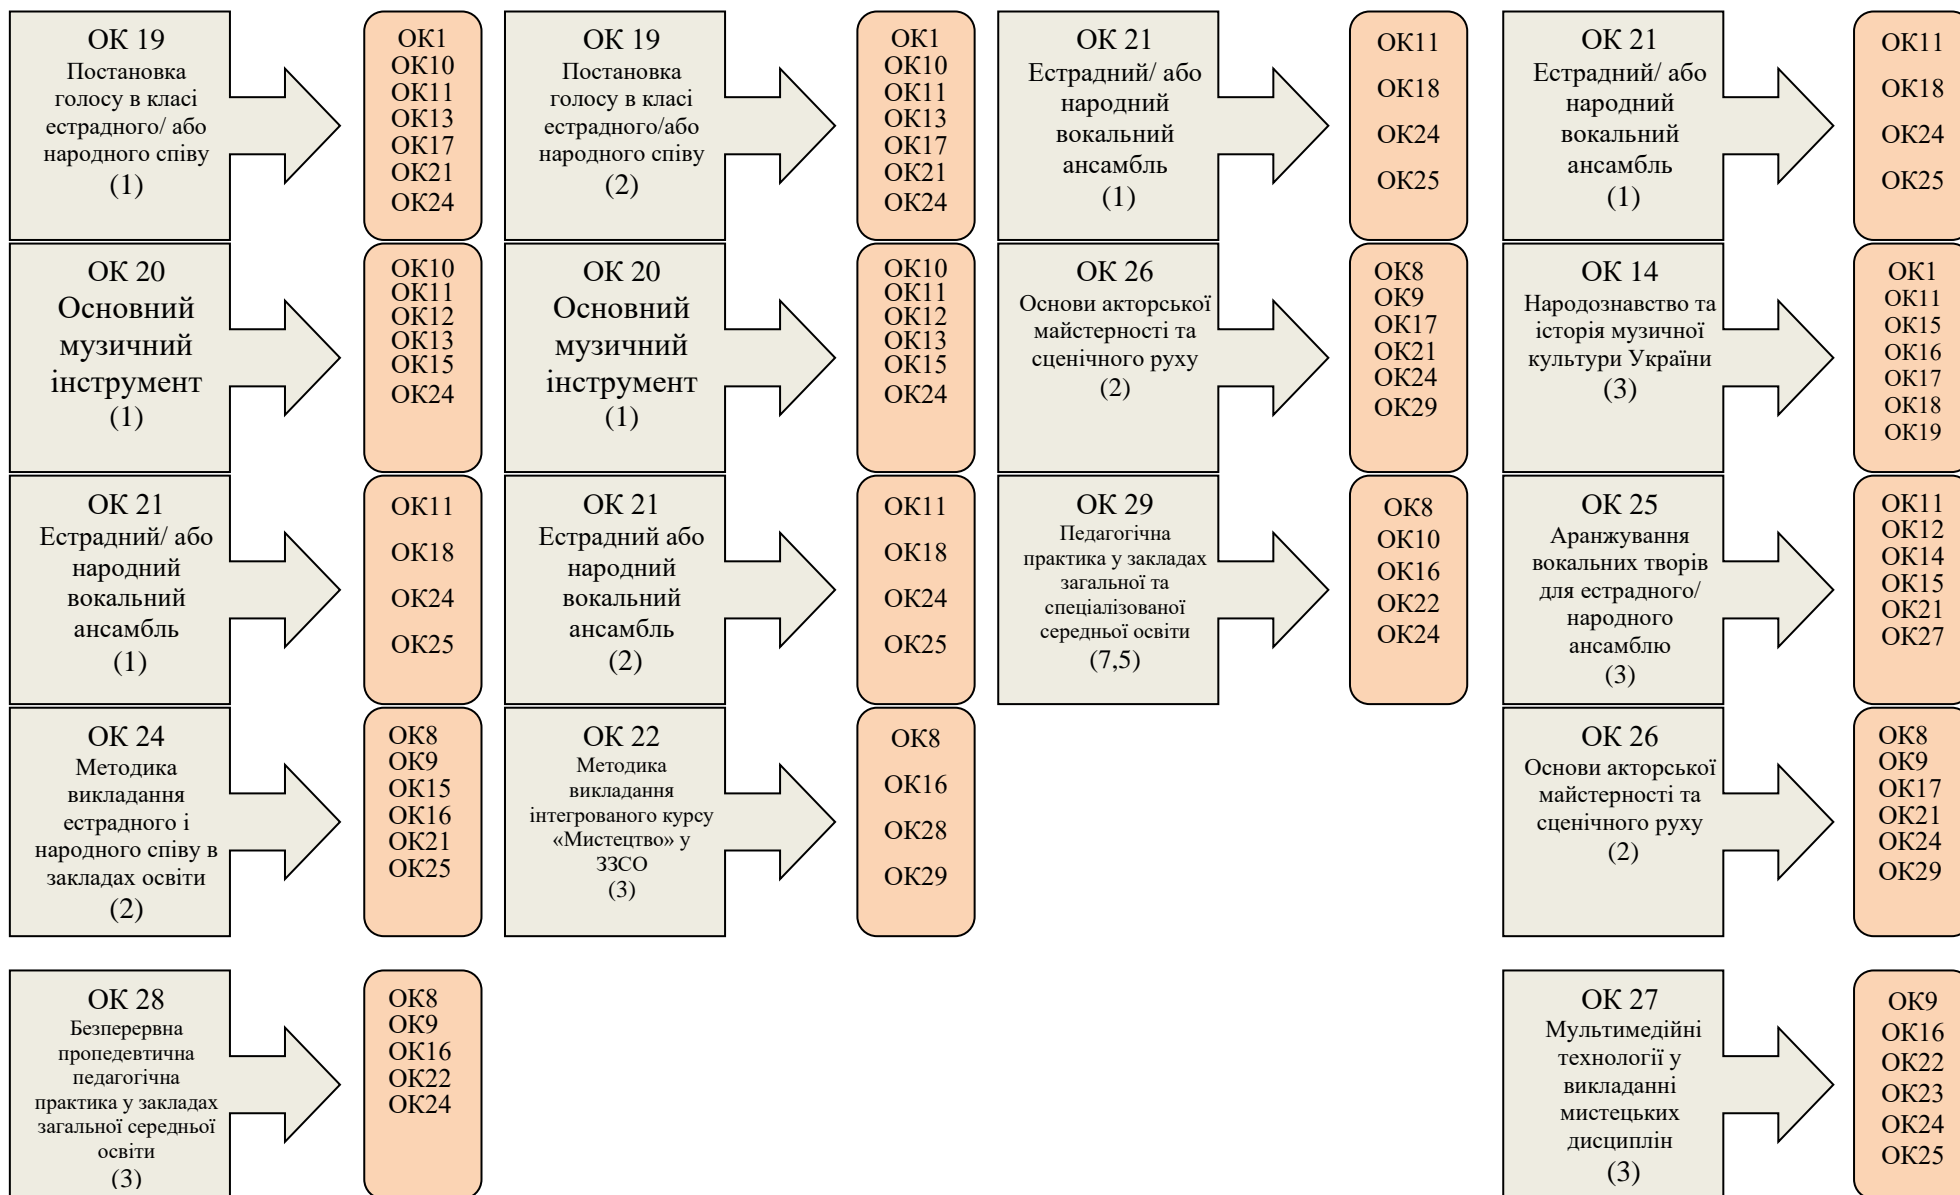 ОК 19
Постановка
голосу в класі
естрадного/ або
народного співу
(1)
ОК1
ОК10
ОК11
ОК13
ОК17
ОК21
ОК24
ОК 19
Постановка
голосу в класі
естрадного/або
народного співу
(2)
ОК1
ОК10
ОК11
ОК13
ОК17
ОК21
ОК24
ОК 21
Естрадний/ або
народний
вокальний
ансамбль
(1)
ОК11
ОК18
ОК24
ОК25
ОК 21
Естрадний/ або
народний
вокальний
ансамбль
(1)
ОК11
ОК18
ОК24
ОК25
ОК 20
Основний
музичний
інструмент
(1)
ОК10
ОК11
ОК12
ОК13
ОК15
ОК24
ОК 20
Основний
музичний
інструмент
(1)
ОК10
ОК11
ОК12
ОК13
ОК15
ОК24
ОК 26
Основи акторської
майстерності та
сценічного руху
(2)
ОК8
ОК9
ОК17
ОК21
ОК24
ОК29
ОК 14
Народознавство та
історія музичної
культури України
(3)
ОК1
ОК11
ОК15
ОК16
ОК17
ОК18
ОК19
ОК 21
Естрадний/ або
народний
вокальний
ансамбль
(1)
ОК11
ОК18
ОК24
ОК25
ОК 21
Естрадний або
народний
вокальний
ансамбль
(2)
ОК11
ОК18
ОК24
ОК25
ОК 29
Педагогічна
практика у закладах
загальної та
спеціалізованої
середньої освіти
(7,5)
ОК8
ОК10
ОК16
ОК22
ОК24
ОК 25
Аранжування
вокальних творів
для естрадного/
народного
ансамблю
(3)
ОК11
ОК12
ОК14
ОК15
ОК21
ОК27
ОК 24
Методика
викладання
естрадного і
народного співу в
закладах освіти
(2)
ОК8
ОК9
ОК15
ОК16
ОК21
ОК25
ОК 22
Методика
викладання
інтегрованого курсу
«Мистецтво» у
ЗЗСО
(3)
ОК8
ОК16
ОК28
ОК29
ОК 26
Основи акторської
майстерності та
сценічного руху
(2)
ОК8
ОК9
ОК17
ОК21
ОК24
ОК29
ОК 28
Безперервна
пропедевтична
педагогічна
практика у закладах
загальної середньої
освіти
(3)
ОК8
ОК9
ОК16
ОК22
ОК24
ОК 27
Мультимедійні
технології у
викладанні
мистецьких
дисциплін
(3)
ОК9
ОК16
ОК22
ОК23
ОК24
ОК25